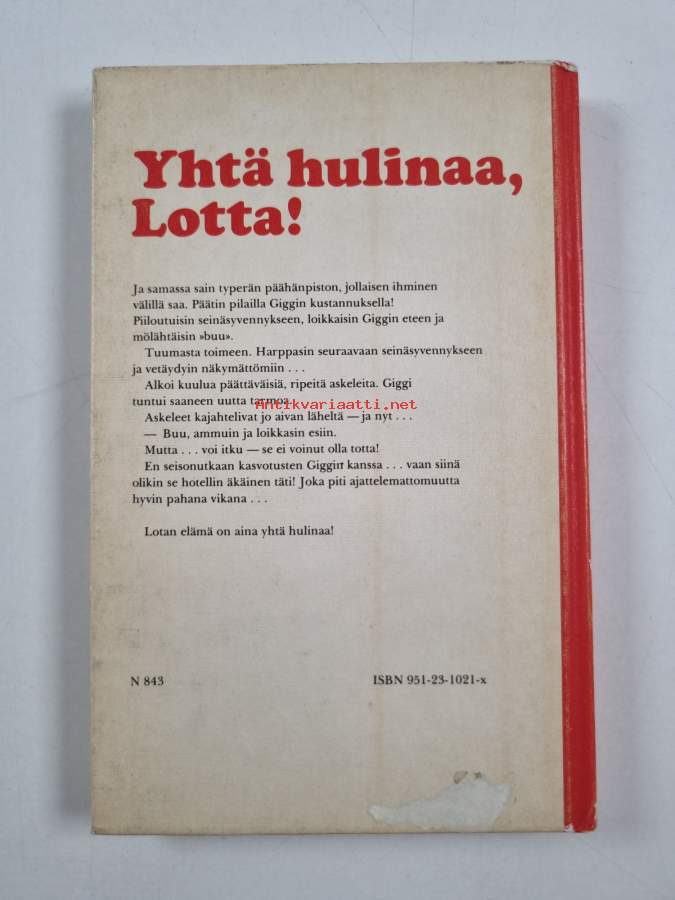 Yhtä hulinaa,
Lotta!
Ja samassa sain typerän päähänpiston, jollaisen ihminen
välillä saa. Päätin pilailla Giggin kustannuksella!
Piiloutuisin seinäsyvennykseen, loikkaisin Giggin eteen ja
mölähtäisin »buu».
Tuumasta toimeen. Harppasin seuraavaan seinäsyvennykseen
ja vetäydyin näkymättömiin . . .
Alkoi kuulua päättäväisiä, ripeitä askeleita. Giggi
tuntui saaneen uutta tarmoa.
Antikvariaatti.net
Askeleet kajahtelivat jo aivan läheltä — ja nyt . . .
— Buu, ammuin ja loikkasin esiin.
Mutta . . . voi itku — se ei voinut olla totta!
En seisonutkaan kasvotusten Giggin kanssa . . . vaan siinä
olikin se hotellin äkäinen täti! Joka piti ajattelemattomuutta
hyvin pahana vikana . . .
Lotan elämä on aina yhtä hulinaa!
N 843
ISBN 951-23-1021-x